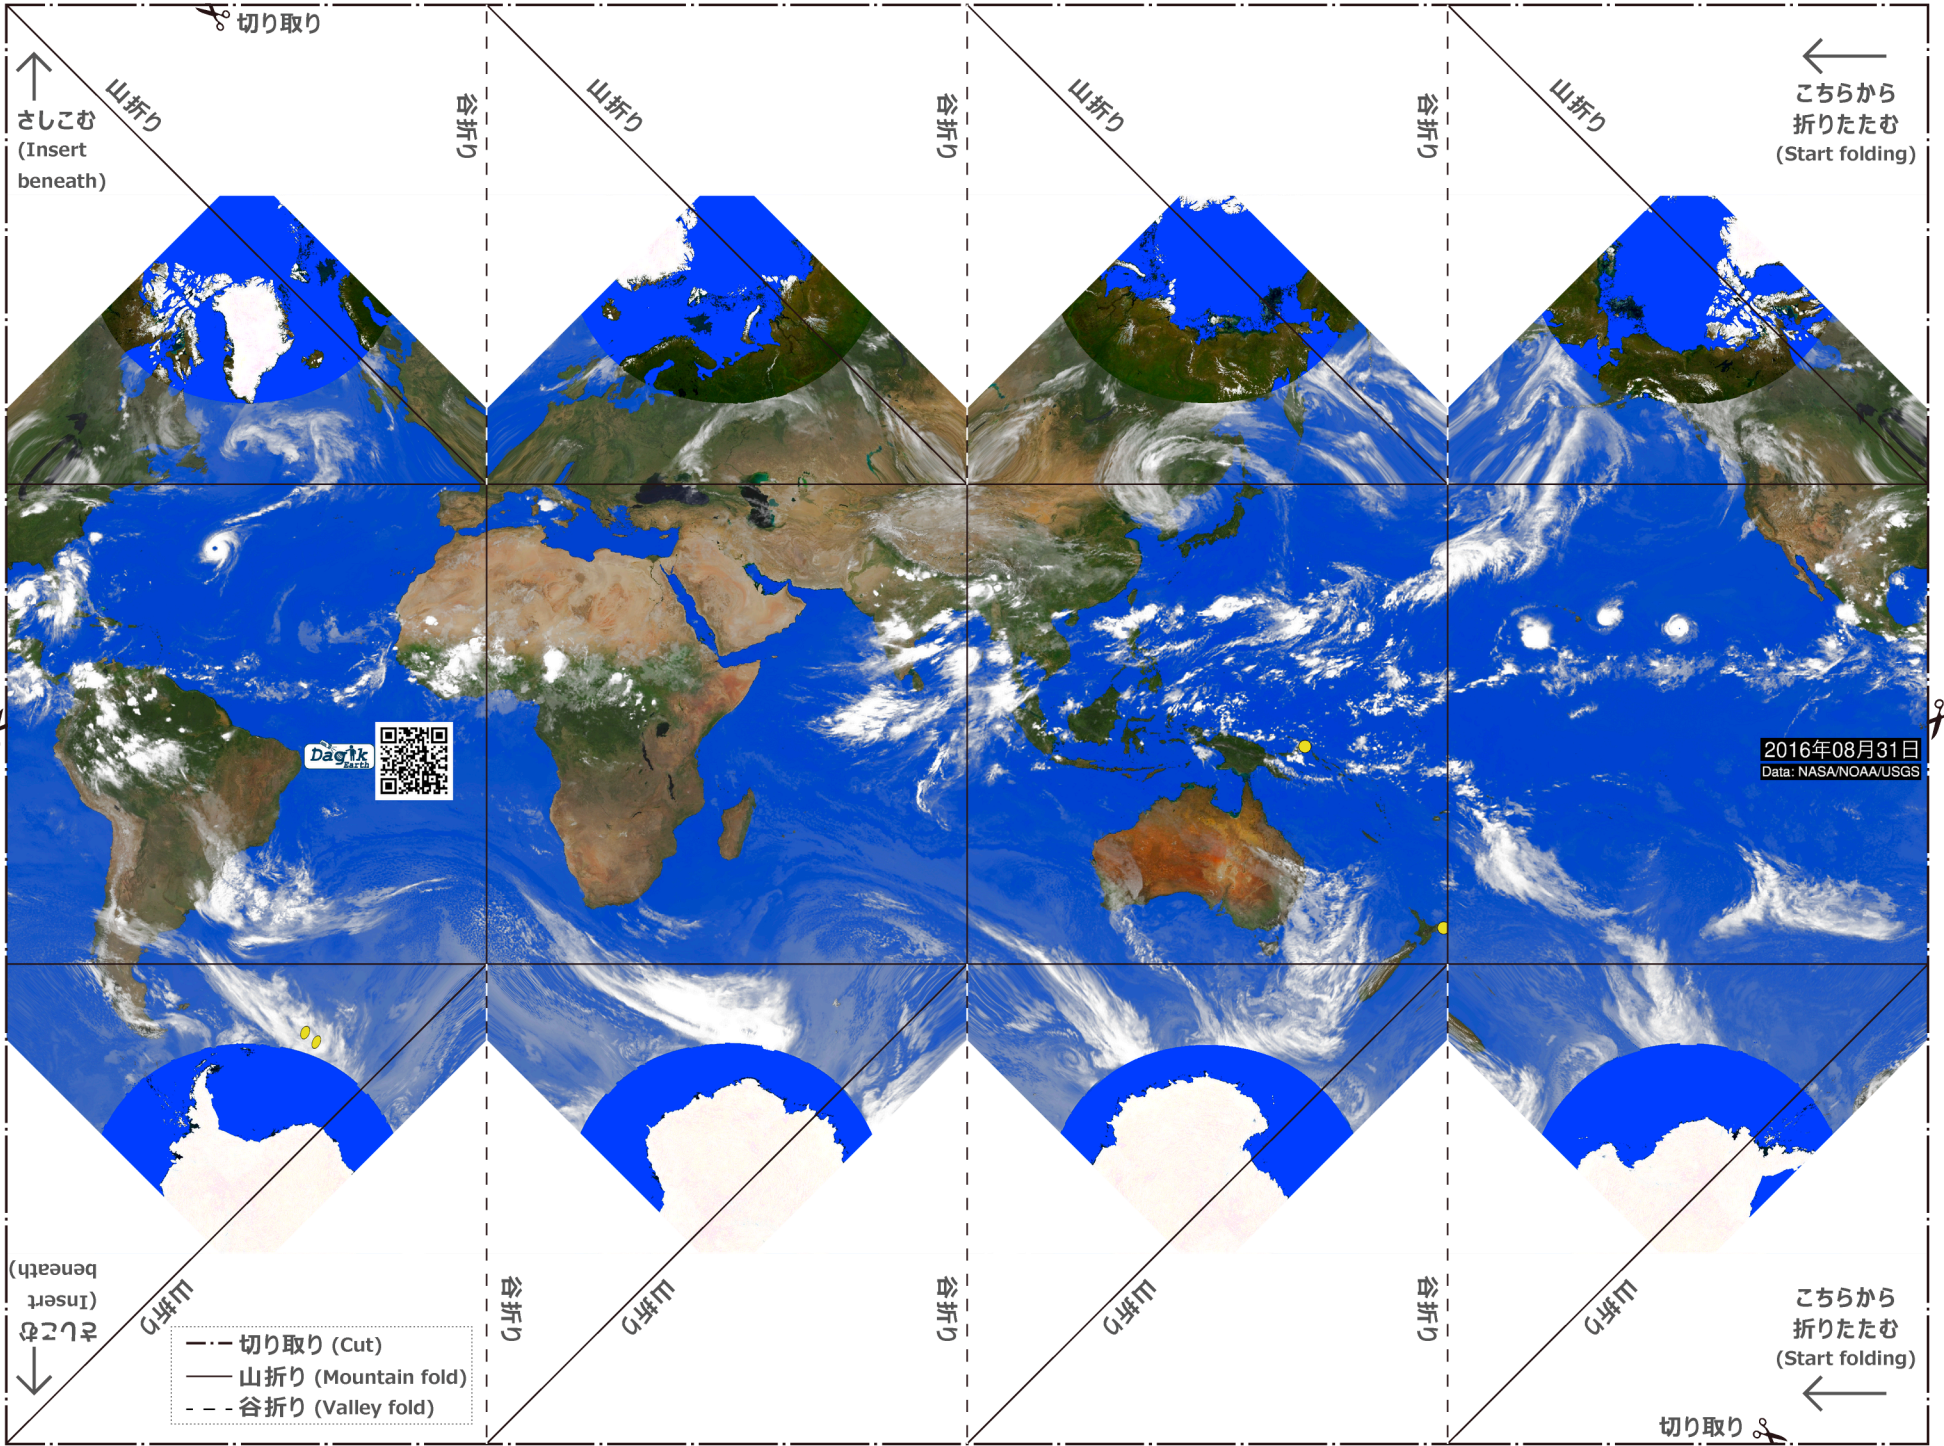 切り取り
山折り
谷折り
山折り
谷折り
山折り
谷折り
山折り
さしこむ
(Insert
beneath)
こちらから
折りたたむ
(Start folding)
Dagik
Earth
2016年08月31日
Data: NASA/NOAA/USGS
さしこむ
(Insert
beneath)
山折り
谷折り
山折り
谷折り
山折り
谷折り
山折り
こちらから
折りたたむ
(Start folding)
切り取り (Cut)
山折り (Mountain fold)
谷折り (Valley fold)
切り取り